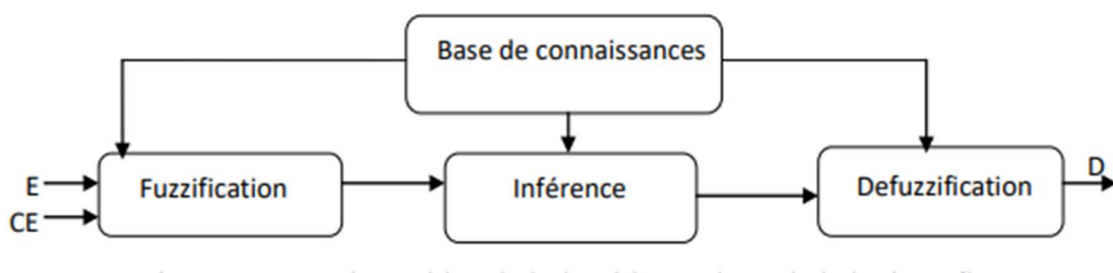 Base de connaissances
E
CE
Fuzzification
Inférence
Defuzzification
D